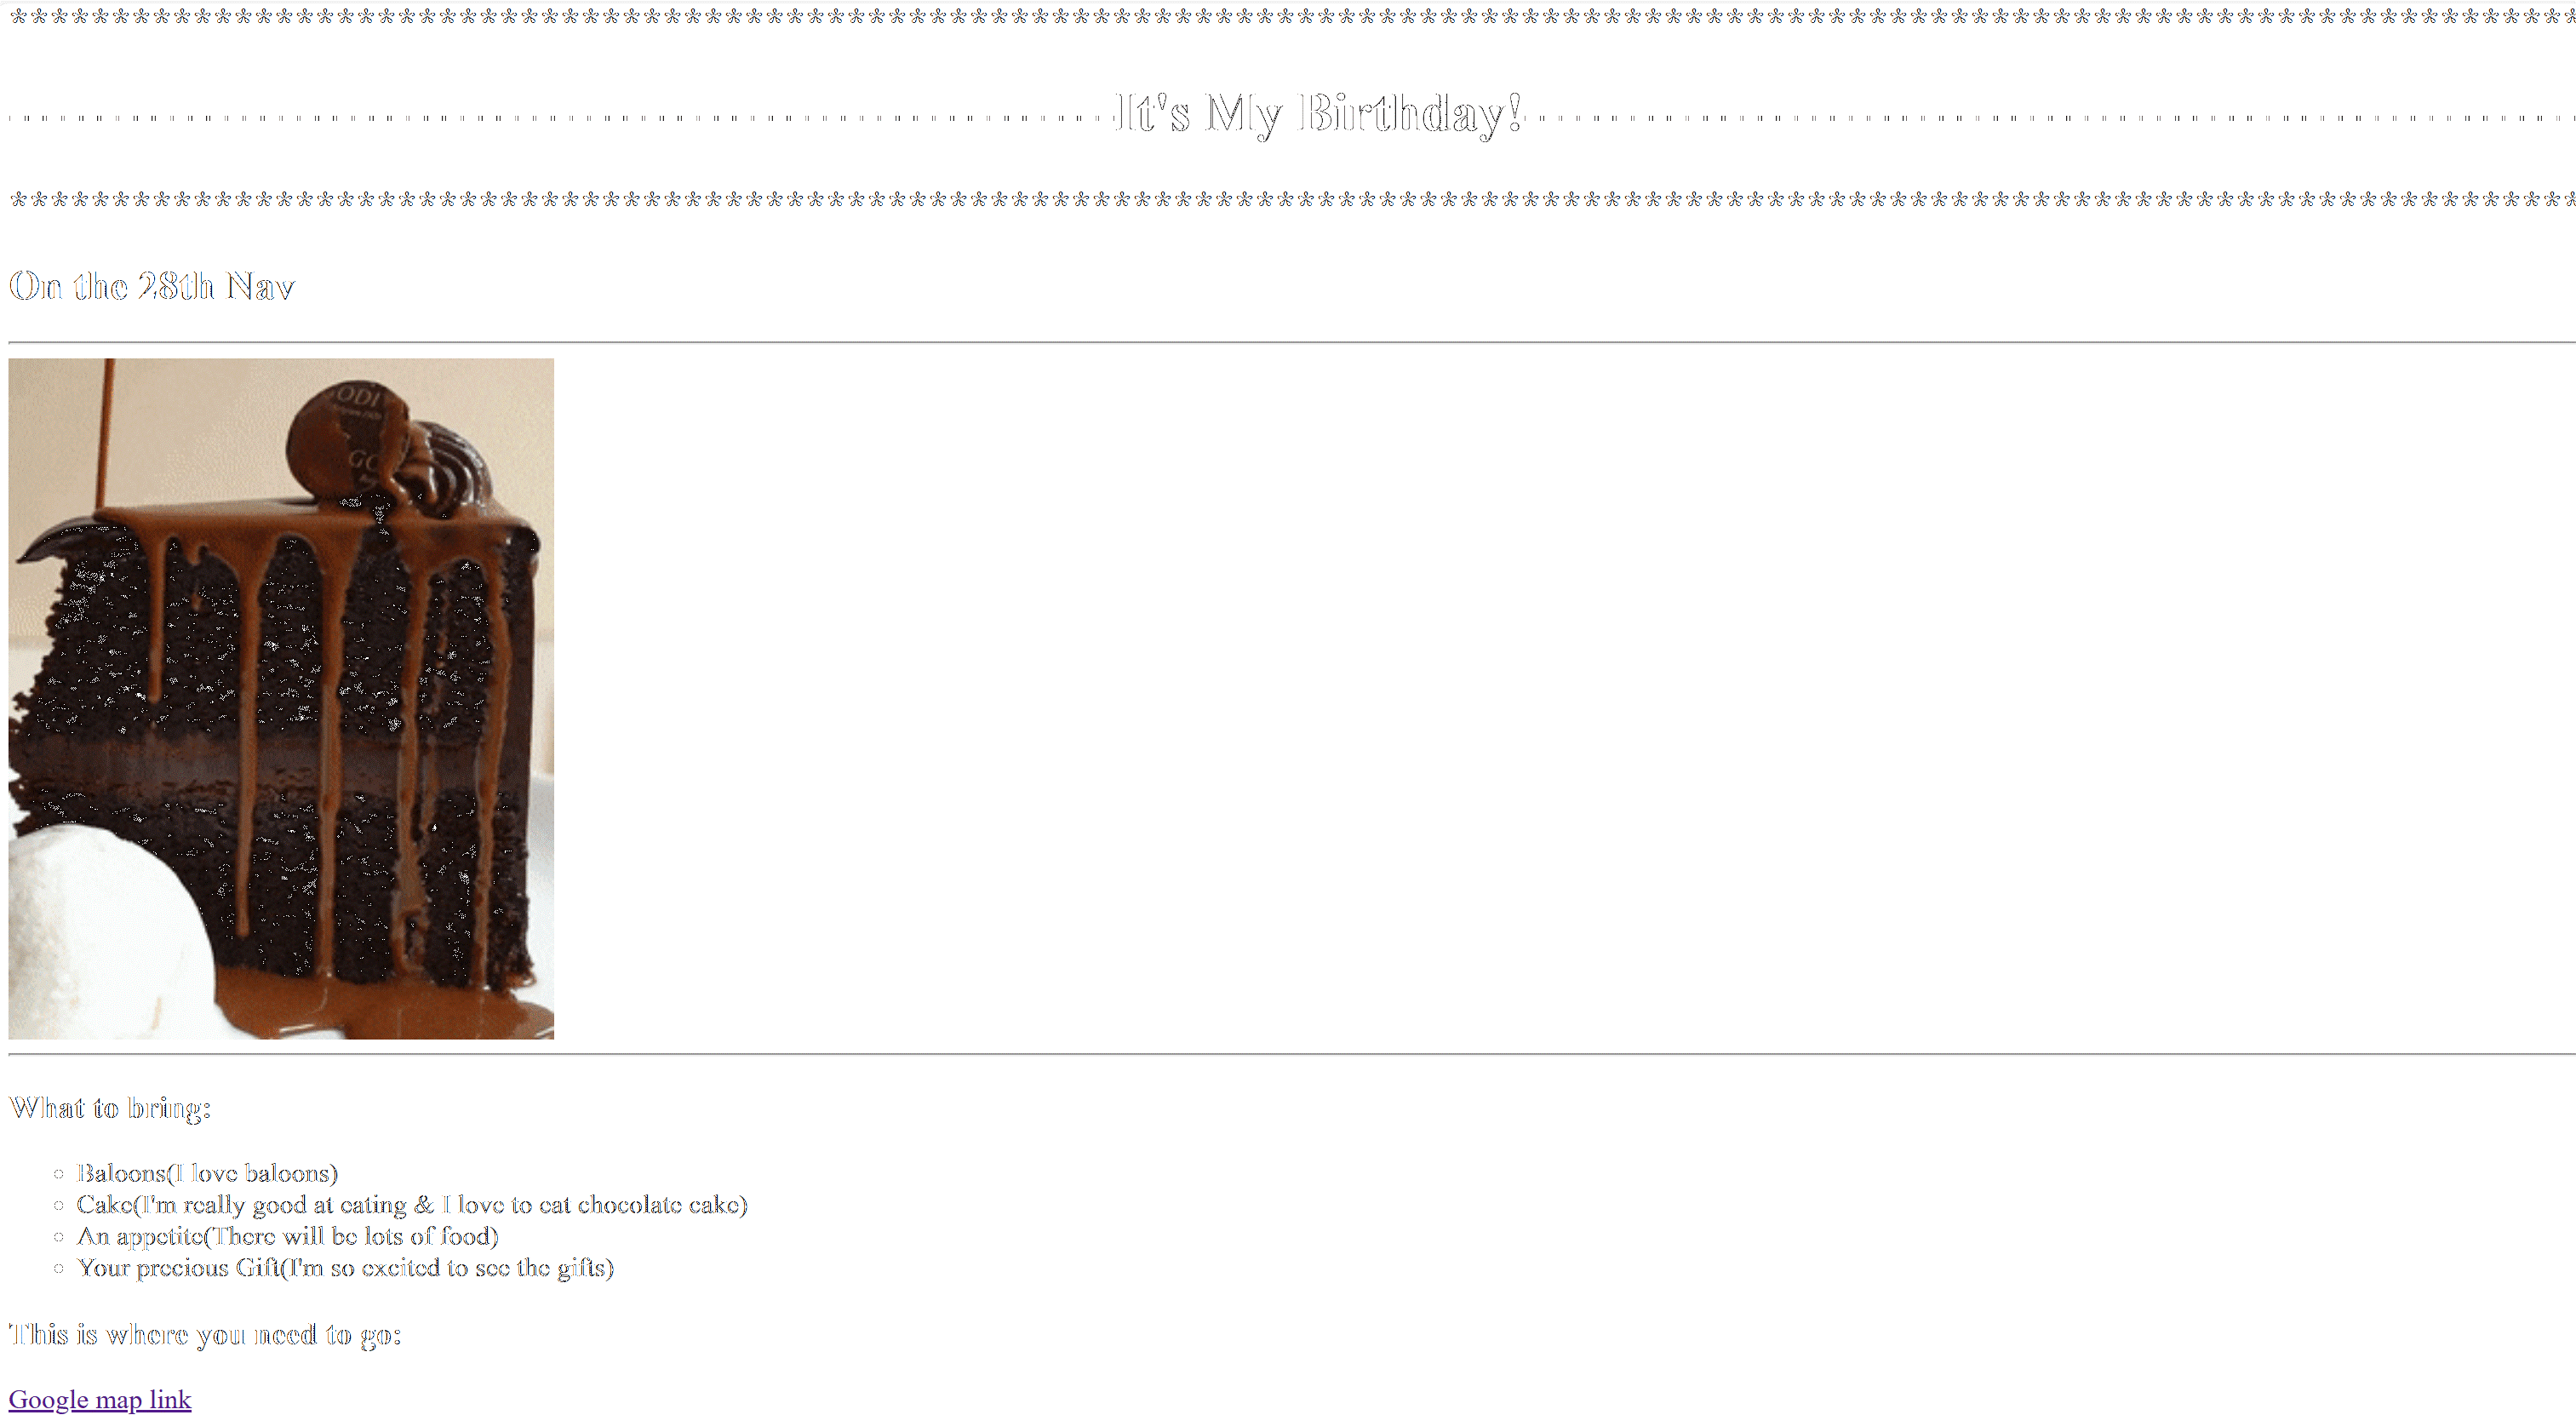 It's My Birthday!
On the 28th Nav
ODI
GO
What to bring:
Baloons(I love baloons)
Cake(I'm really good at eating & I love to eat chocolate cake)
An appetite(There will be lots of food)
Your precious Gift(I'm so excited to see the gifts)
This is where you need to go:
Google map link